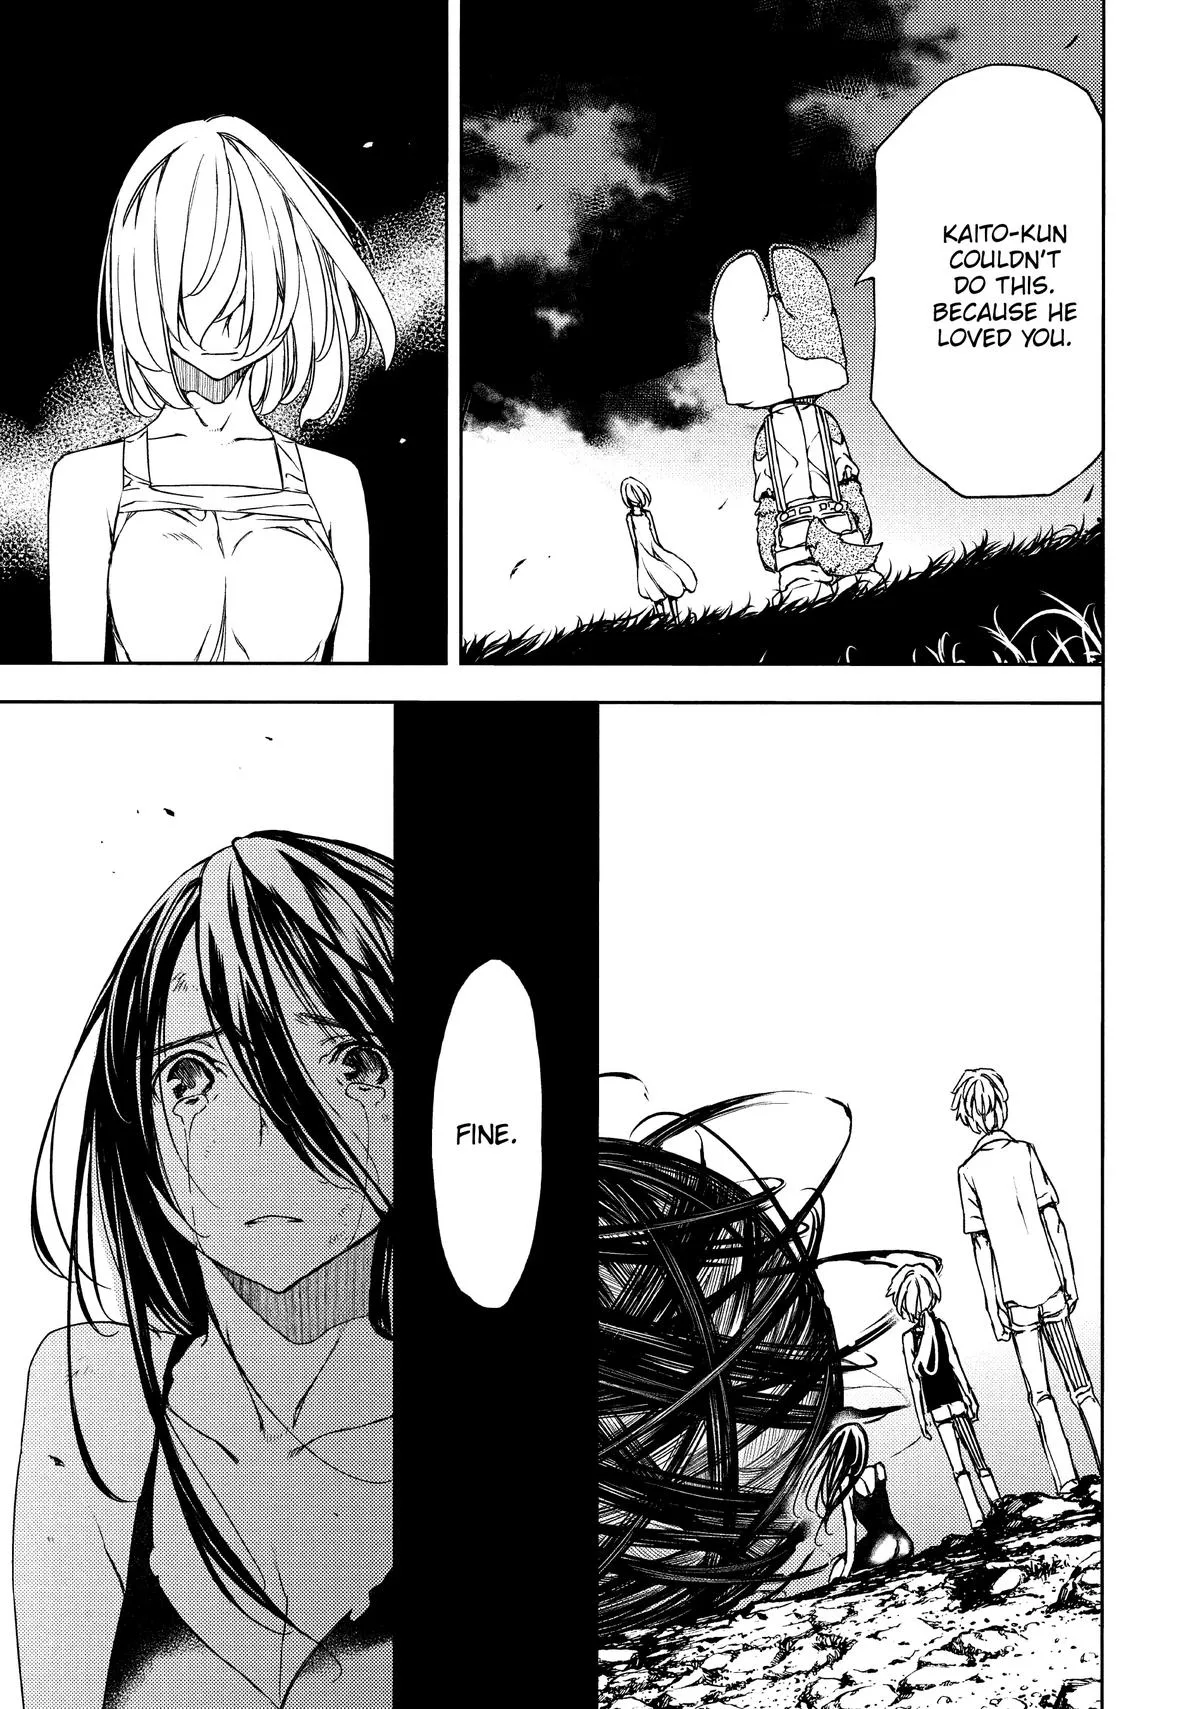 KAITO-KUN
COULDN'T
DO THIS.
BECAUSE HE
LOVED YOU.
FINE.